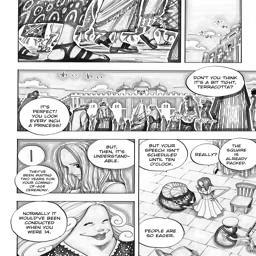 DON'T YOU THINK
IT'S A BIT TIGHT,
TERRACOTTA?
IT'S
PERFECT!
YOU LOOK
EVERY INCH
A PRINCESS!
I
BUT,
THEN, IT'S
UNDERSTAND-
ABLE.
THEY'VE
BEEN WAITING
TWO YEARS
FOR YOUR
COMING-
OF-AGE
CEREMONY.
NORMALLY IT
WOULD'VE BEEN
CONDUCTED
WHEN YOU
WERE 14.
BUT YOUR
SPEECH ISN'T
SCHEDULED
UNTIL TEN
O'CLOCK.
REALLY?
THE
SQUARE
IS
ALREADY
PACKED.
PEOPLE ARE
SO EAGER.